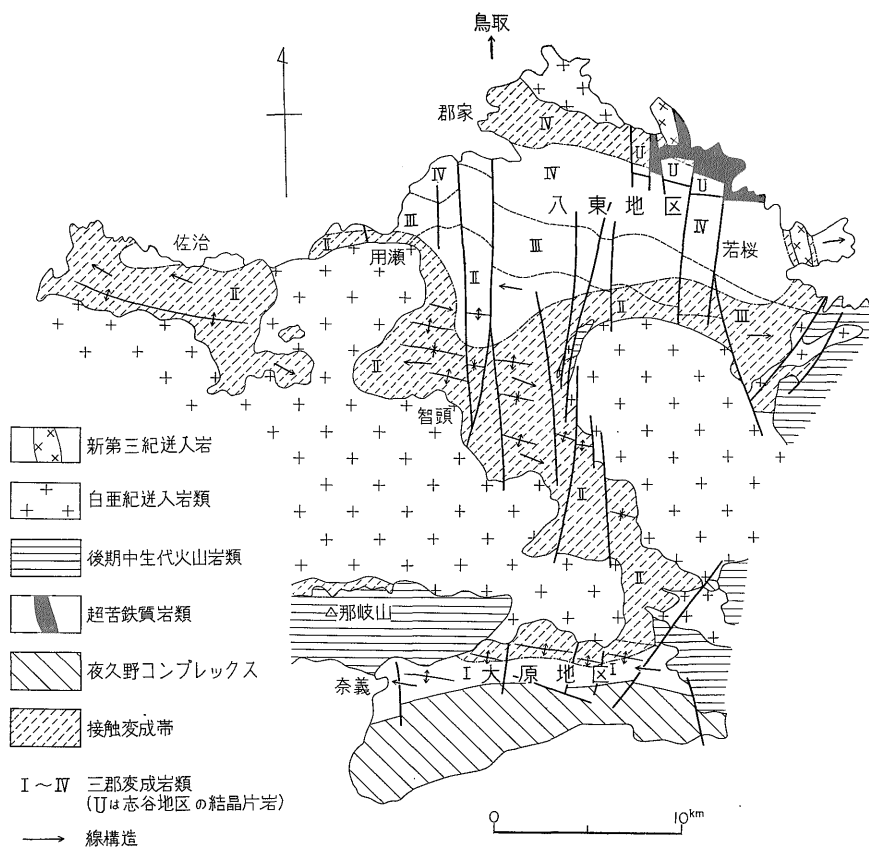 鳥取
郡家
Ⅳ
U
U
U
Ⅳ
Ⅳ
八東地区
Ⅲ
Ⅳ
佐治
Ⅱ
用瀬
Ⅲ
若桜
Ⅱ
Ⅱ
Ⅱ
Ⅲ
Ⅱ
智頭
新第三紀迸入岩
Ⅱ
白亜紀迸入岩類
後期中生代火山岩類
Ⅱ
△那岐山
超苦鉄質岩類
Ⅰ大原地区Ⅰ
奈義
夜久野コンプレックス
接触変成帯
Ⅰ～Ⅳ 三郡変成岩類
(Uは志谷地区の結晶片岩)
線構造
0 10km